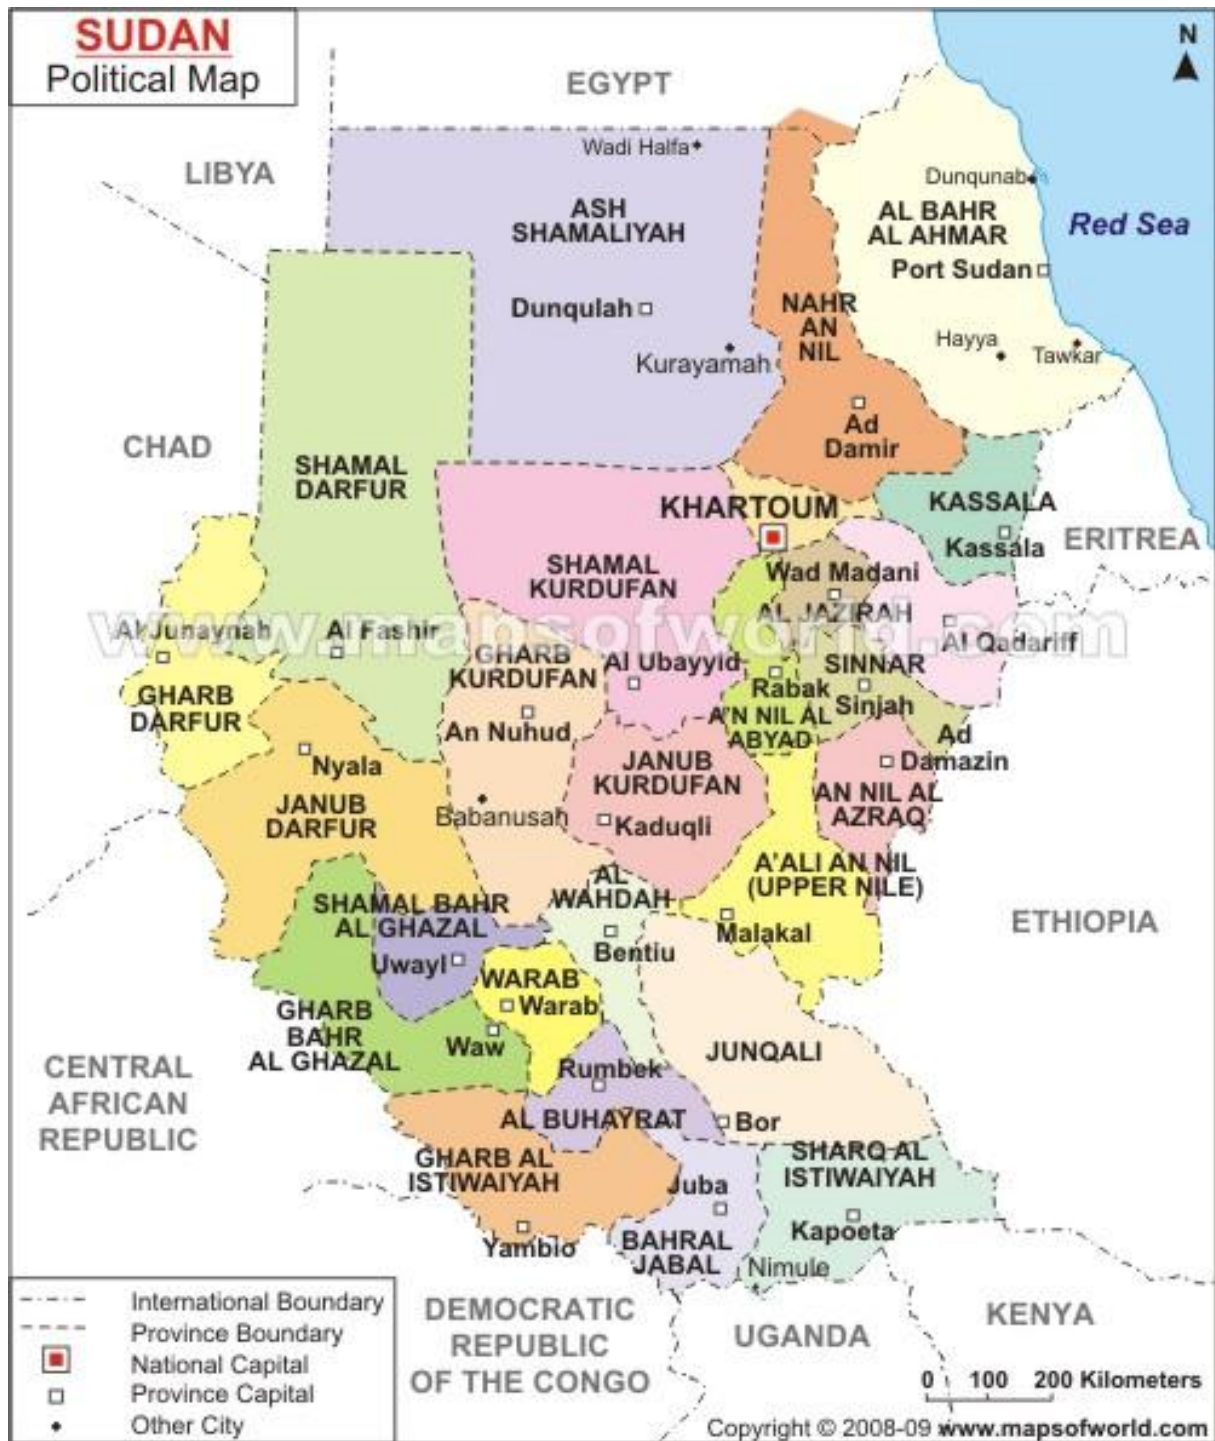 SUDAN
Political Map
N
EGYPT
LIBYA
Wadi Halfa
Dunqunab
ASH
SHAMALIYAH
AL BAHR
AL AHMAR
Red Sea
Port Sudan
Dunqulah
NAHR
AN
NIL
Kurayamah
Hayya
Tawkar
CHAD
Ad
Damir
SHAMAL
DARFUR
KHARTOUM
KASSALA
Kassala
ERITREA
SHAMAL
KURDUFAN
Wad Madani
AL JAZIRAH
www.mapsofworld.com
Al Junaynah
Al Fashir
GHARB
KURDUFAN
Al Ubayyid
Al Qadariff
SINNAR
Sinjah
Rabak
GHARB
DARFUR
An Nuhud
A'N NIL AL
ABYAD
Ad
Damazin
Nyala
JANUB
KURDUFAN
JANUB
DARFUR
Babanusah
Kaduqli
AN NIL AL
AZRAQ
A'ALI AN NIL
(UPPER NILE)
AL
WAHDAH
SHAMAL BAHR
AL GHAZAL
Malakal
ETHIOPIA
Bentiu
Uwayl
WARAB
Warab
GHARB
BAHR
AL GHAZAL
Waw
JUNQALI
Rumbek
CENTRAL
AFRICAN
REPUBLIC
AL BUHAYRAT
Bor
GHARB AL
ISTIWAIYAH
SHARQ AL
ISTIWAIYAH
Juba
Kapoeta
Yambio
BAHRAL
JABAL
Nimule
DEMOCRATIC
REPUBLIC
OF THE CONGO
UGANDA
KENYA
International Boundary
Province Boundary
National Capital
Province Capital
Other City
0 100 200 Kilometers
Copyright © 2008-09 www.mapsofworld.com